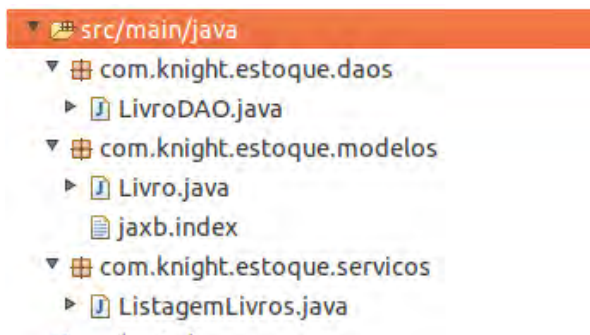 src/main/java
com.knight.estoque.daos
LivroDAO.java
com.knight.estoque.modelos
Livro.java
jaxb.index
com.knight.estoque.servicos
ListagemLivros.java